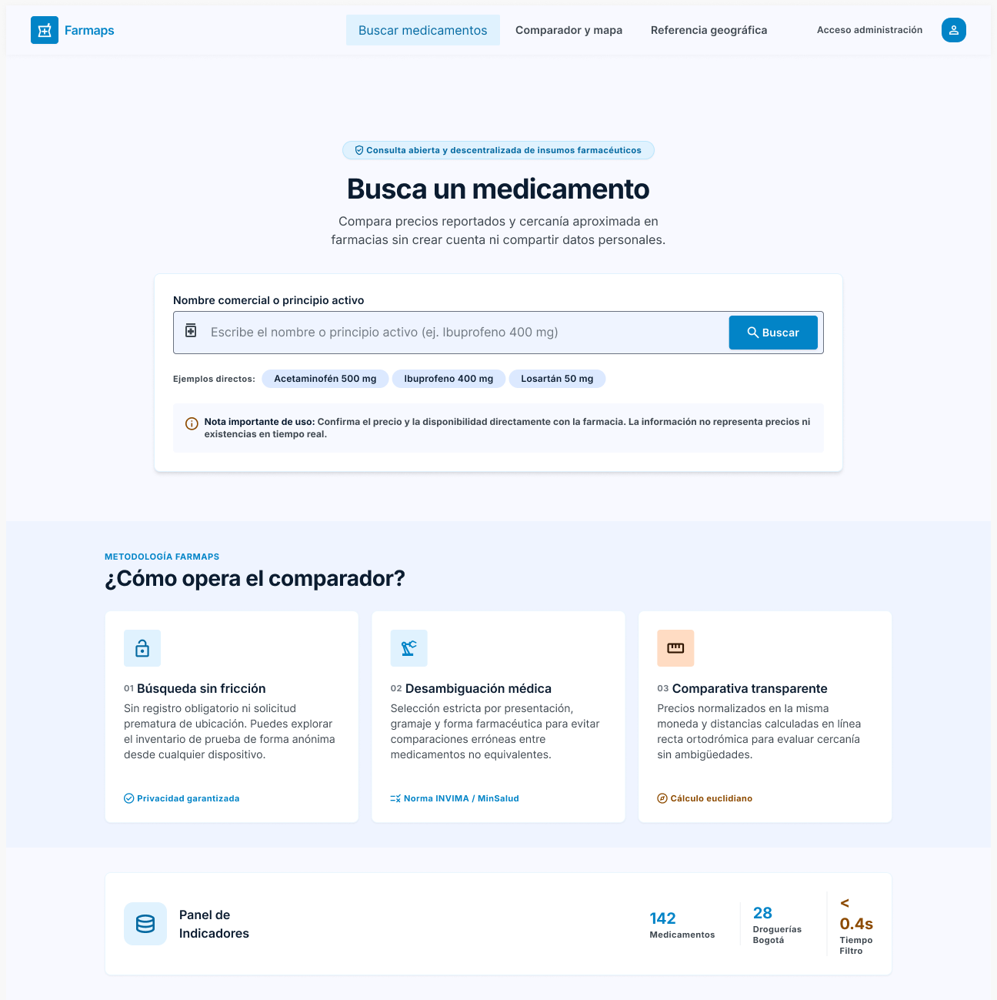 Farmaps
Buscar medicamentos
Comparador y mapa
Referencia geográfica
Acceso administración
Consulta abierta y descentralizada de insumos farmacéuticos
Busca un medicamento
Compara precios reportados y cercanía aproximada en
farmacias sin crear cuenta ni compartir datos personales.
Nombre comercial o principio activo
Escribe el nombre o principio activo (ej. Ibuprofeno 400 mg)
Buscar
Ejemplos directos:
Acetaminofén 500 mg
Ibuprofeno 400 mg
Losartán 50 mg
Nota importante de uso: Confirma el precio y la disponibilidad directamente con la farmacia. La información no representa precios ni
existencias en tiempo real.
METODOLOGÍA FARMAPS
¿Cómo opera el comparador?
01 Búsqueda sin fricción
Sin registro obligatorio ni solicitud
prematura de ubicación. Puedes explorar
el inventario de prueba de forma anónima
desde cualquier dispositivo.
Privacidad garantizada
02 Desambiguación médica
Selección estricta por presentación,
gramaje y forma farmacéutica para evitar
comparaciones erróneas entre
medicamentos no equivalentes.
Norma INVIMA / MinSalud
03 Comparativa transparente
Precios normalizados en la misma
moneda y distancias calculadas en línea
recta ortodrómica para evaluar cercanía
sin ambigüedades.
Cálculo euclidiano
Panel de
Indicadores
142
Medicamentos
28
Droguerías
Bogotá
<
0.4s
Tiempo
Filtro